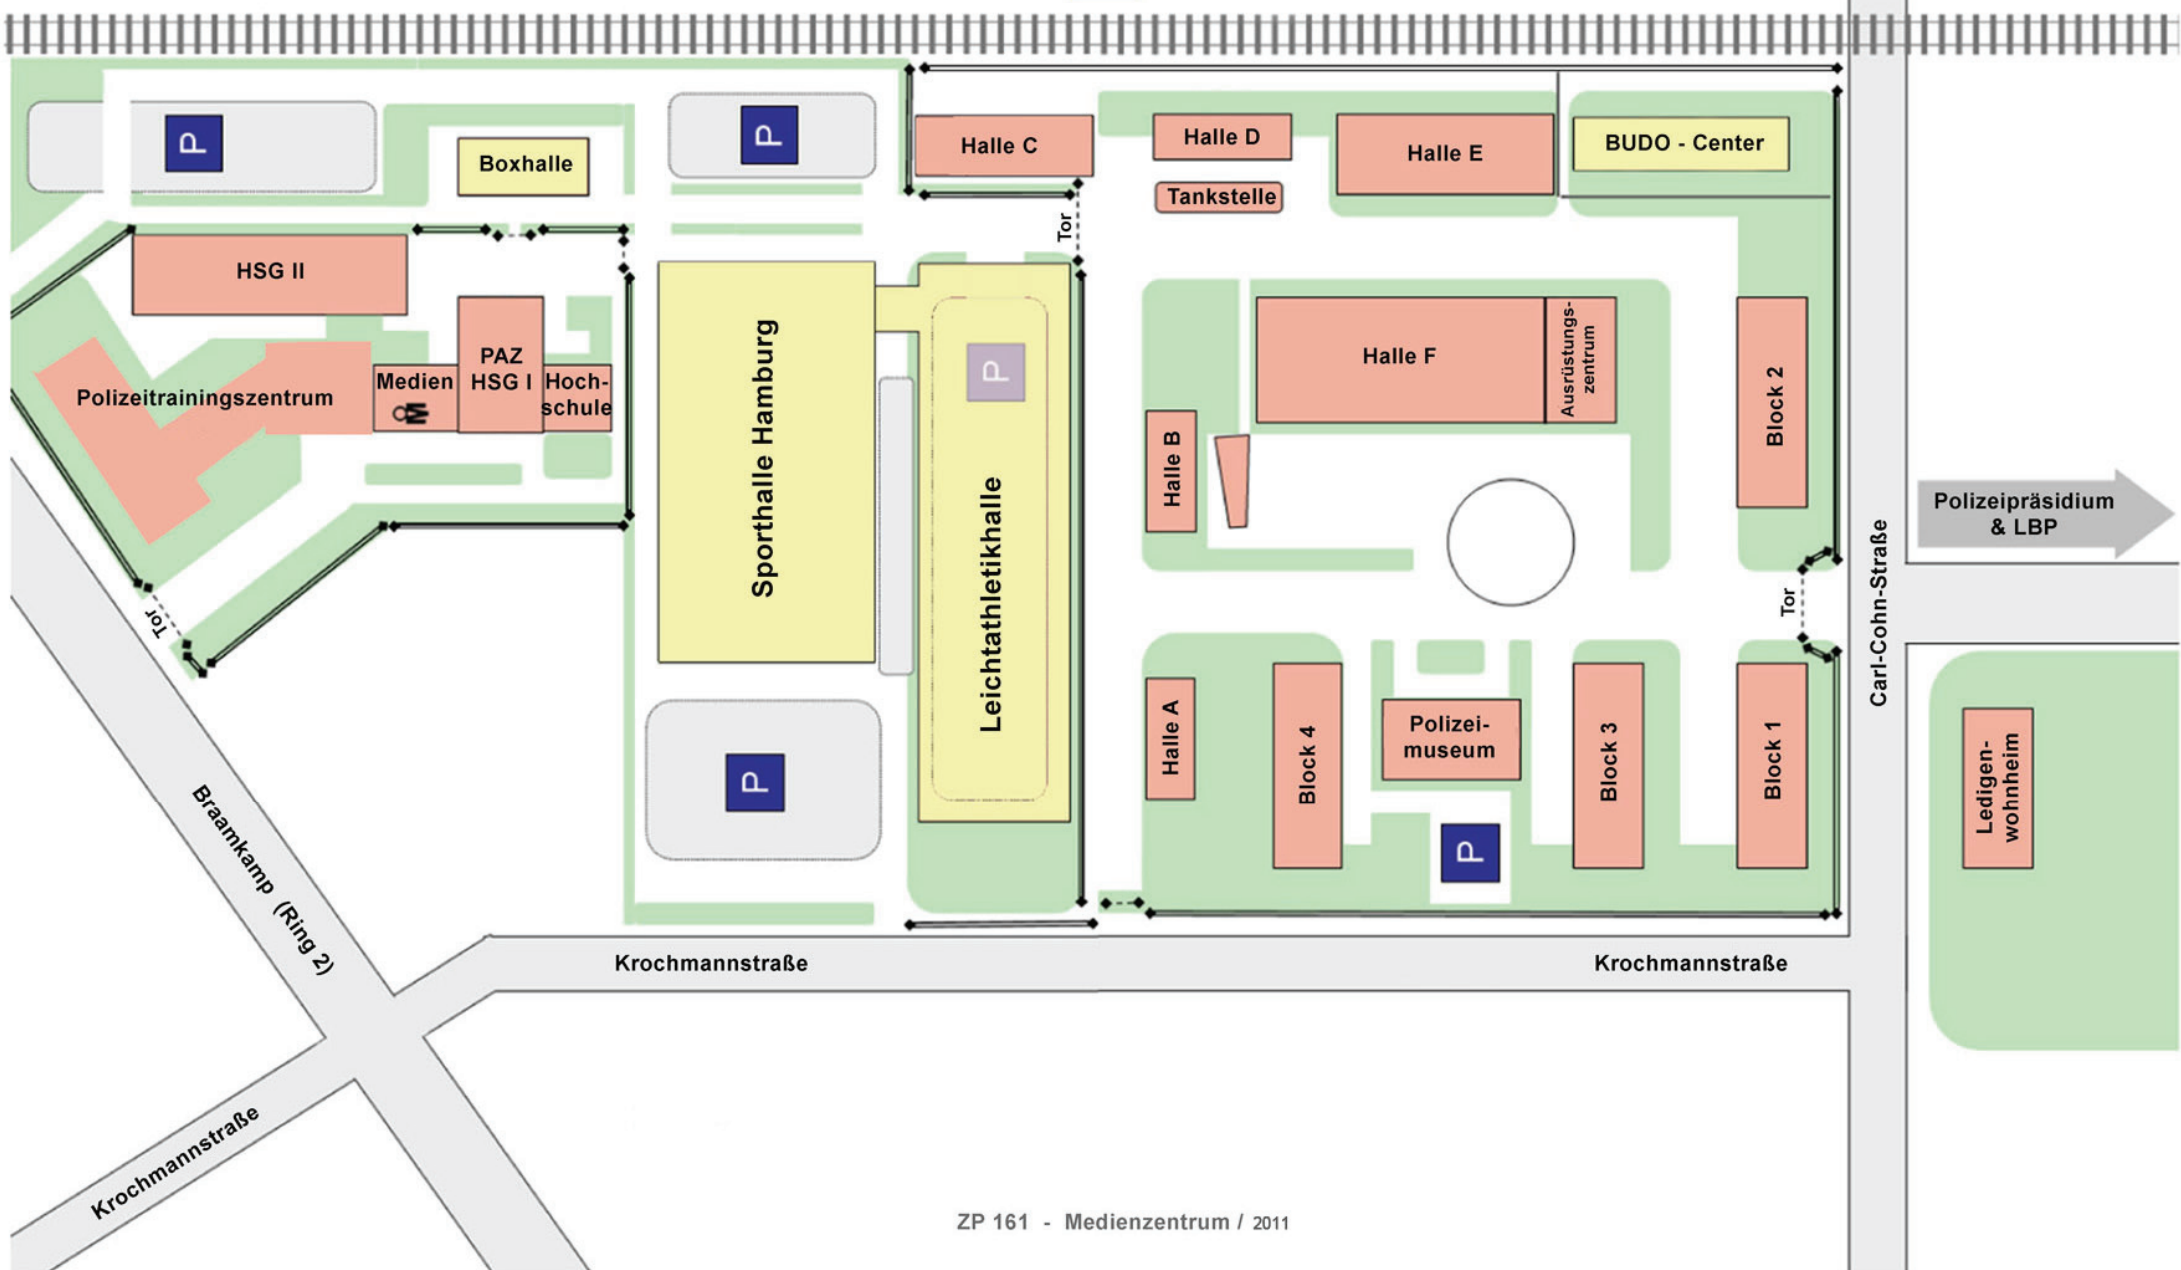 P
P
Boxhalle
Halle C
Halle D
Halle E
BUDO - Center
Tankstelle
Tor
HSG II
PAZ
HSG I
Medien
Hoch-
schule
Polizeitrainingszentrum
Tor
Sporthalle Hamburg
P
Leichtathletikhalle
Halle F
Ausrüstungs-
zentrum
Block 2
Halle B
Polizeipräsidium
& LBP
Tor
Carl-Cohn-Straße
Halle A
Block 4
Polizei-
museum
Block 3
Block 1
Ledigen-
wohnheim
P
P
Braamkamp (Ring 2)
Krochmannstraße
Krochmannstraße
Krochmannstraße
ZP 161 - Medienzentrum / 2011